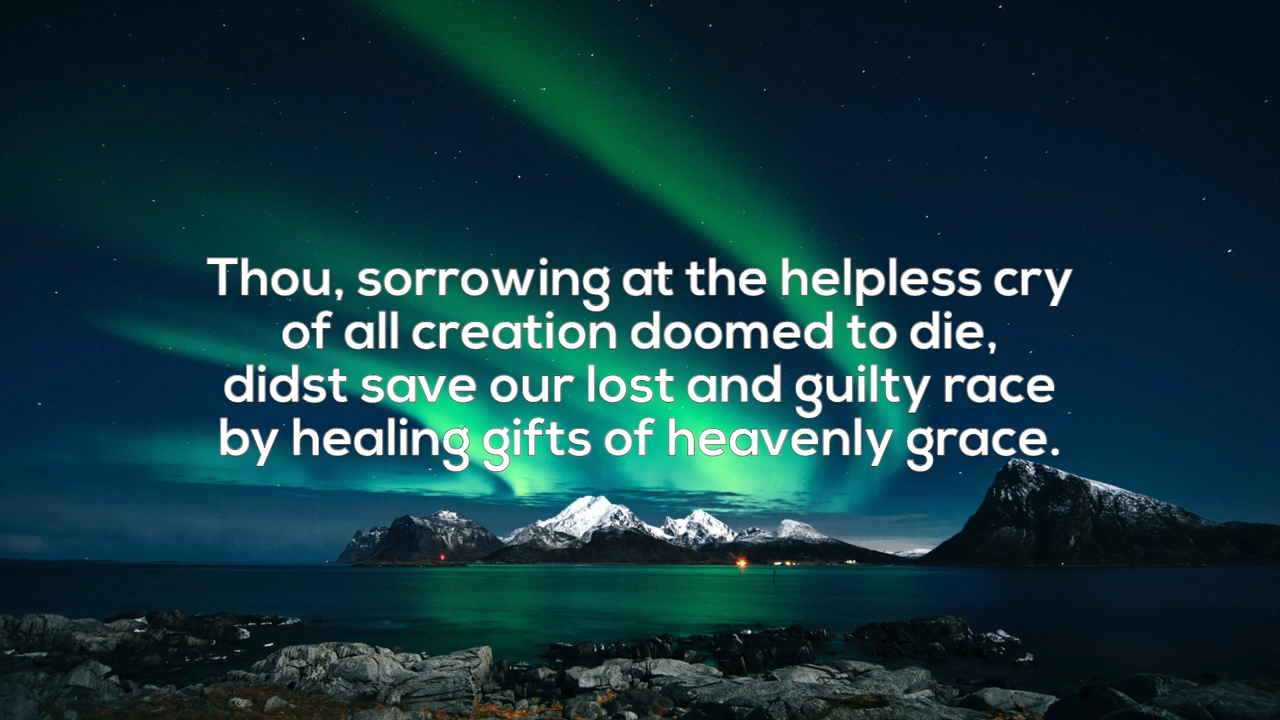 Thou, sorrowing at the helpless cry
of all creation doomed to die,
didst save our lost and guilty race
by healing gifts of heavenly grace.